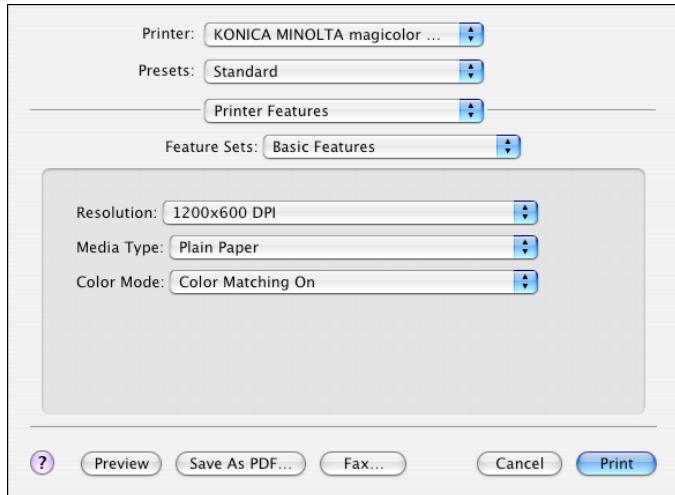 Printer: KONICA MINOLTA magicolor ...
Presets: Standard
Printer Features
Feature Sets: Basic Features
Resolution: 1200x600 DPI
Media Type: Plain Paper
Color Mode: Color Matching On
? Preview Save As PDF... Fax... Cancel Print